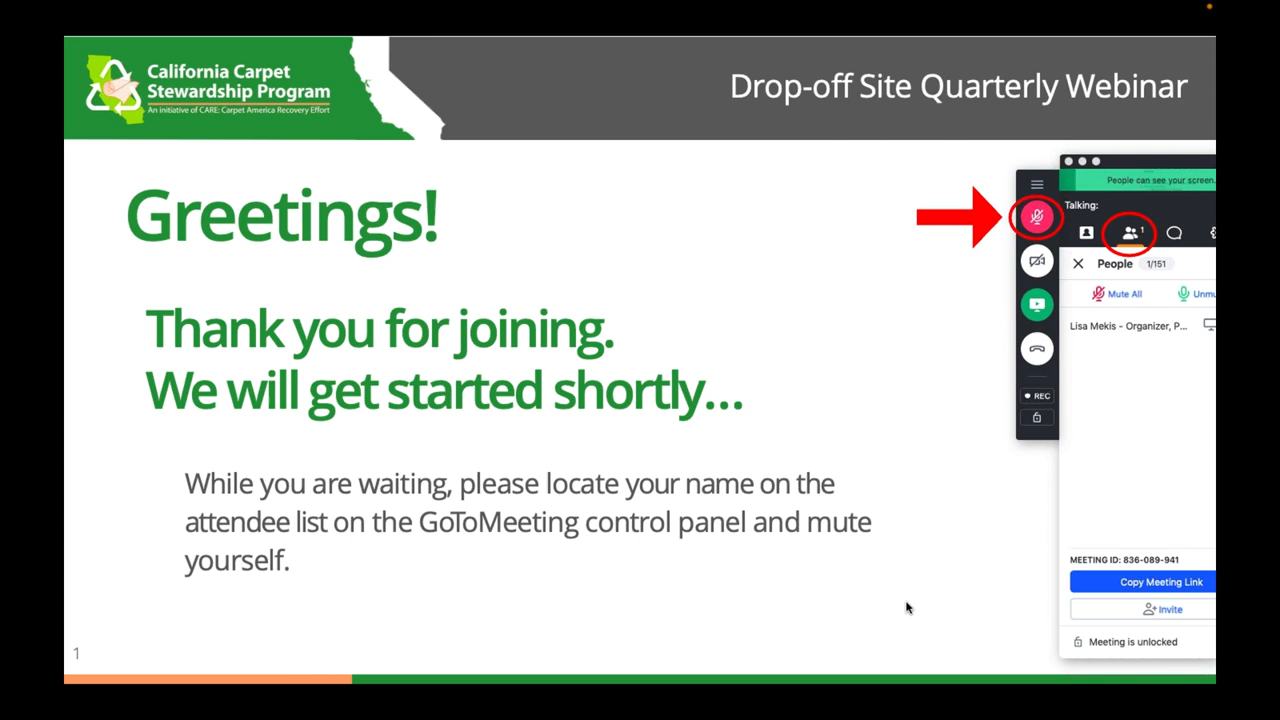 California Carpet
Stewardship Program
An Initiative of CARE: Carpet America Recovery Effort
Drop-off Site Quarterly Webinar
Greetings!
Thank you for joining.
We will get started shortly...
While you are waiting, please locate your name on the
attendee list on the GoToMeeting control panel and mute
yourself.
People can see your screen.
Talking:
1
People 1/151
Mute All Unmu
Lisa Mekis - Organizer, P...
REC
MEETING ID: 836-089-941
Copy Meeting Link
Invite
Meeting is unlocked
1